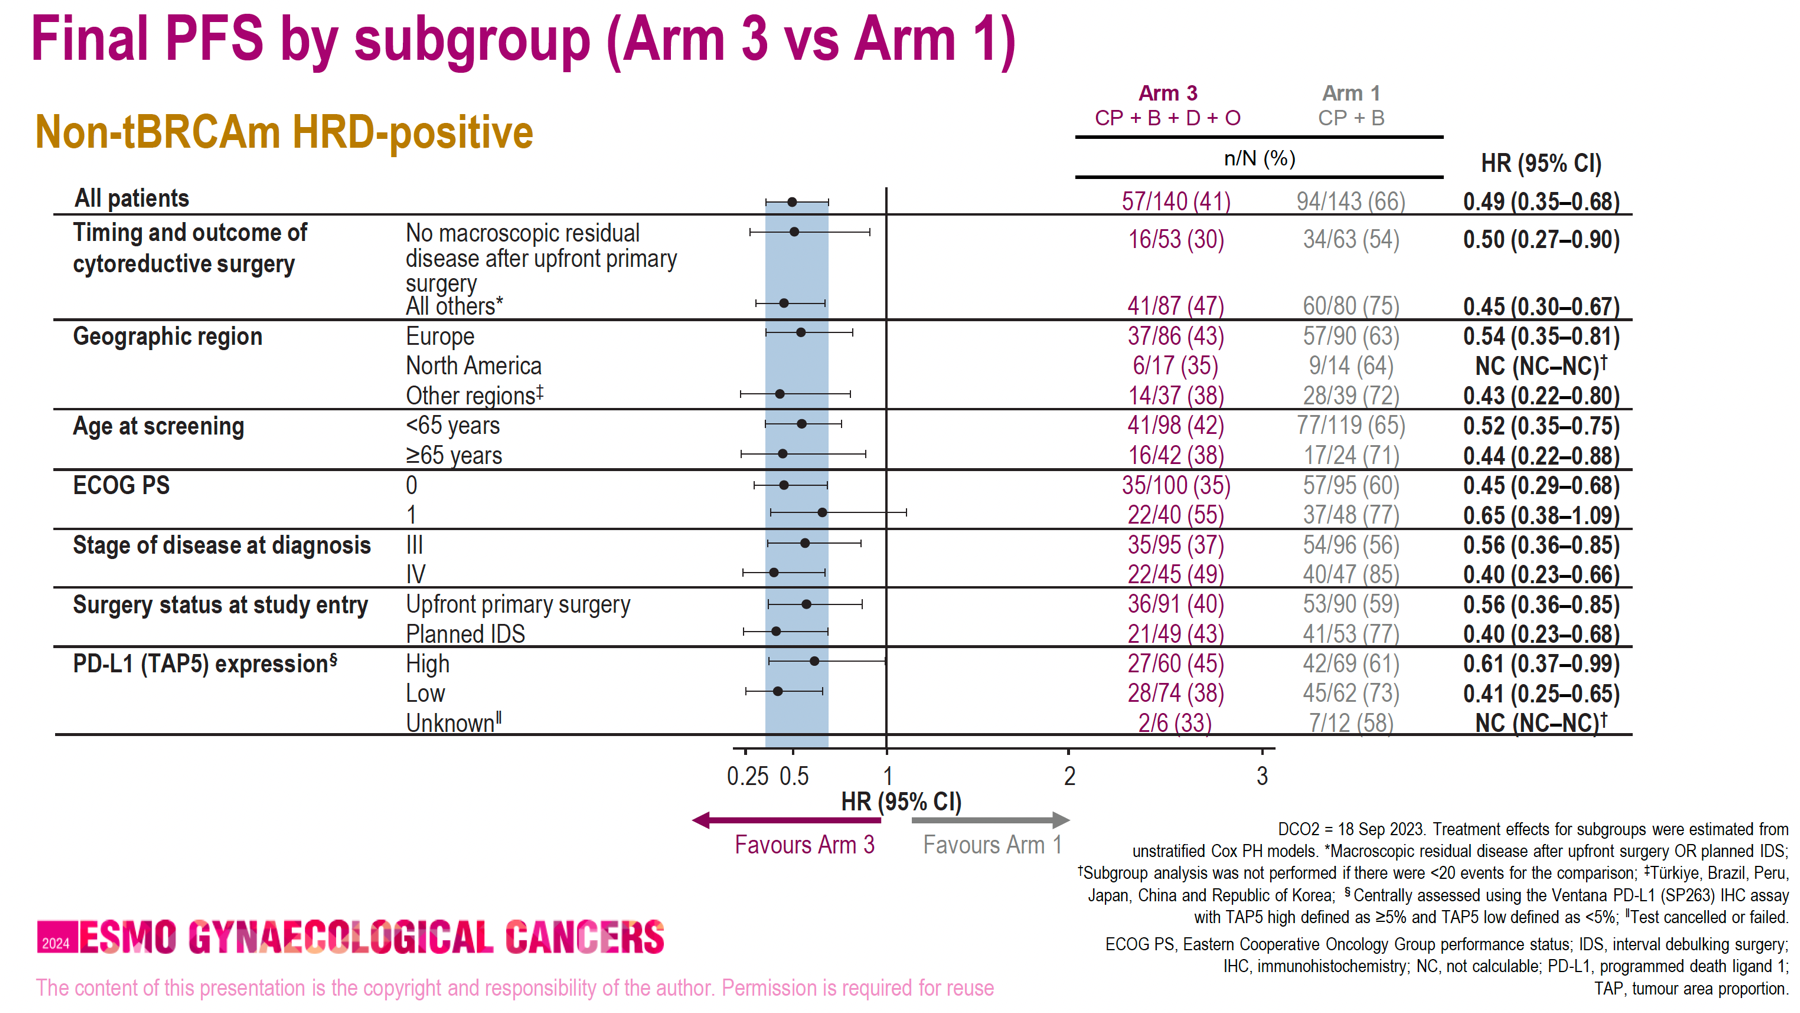 Final PFS by subgroup (Arm 3 vs Arm 1)
Non-tBRCAm HRD-positive
Arm 3
CP + B + D + O
Arm 1
CP + B
n/N (%)
HR (95% CI)
All patients 57/140 (41) 94/143 (66) 0.49 (0.35–0.68)
Timing and outcome of
cytoreductive surgery
No macroscopic residual
disease after upfront primary
surgery
16/53 (30) 34/63 (54) 0.50 (0.27–0.90)
All others* 41/87 (47) 60/80 (75) 0.45 (0.30–0.67)
Geographic region Europe 37/86 (43) 57/90 (63) 0.54 (0.35–0.81)
North America 6/17 (35) 9/14 (64) NC (NC–NC)†
Other regions‡ 14/37 (38) 28/39 (72) 0.43 (0.22–0.80)
Age at screening <65 years 41/98 (42) 77/119 (65) 0.52 (0.35–0.75)
≥65 years 16/42 (38) 17/24 (71) 0.44 (0.22–0.88)
ECOG PS 0 35/100 (35) 57/95 (60) 0.45 (0.29–0.68)
1 22/40 (55) 37/48 (77) 0.65 (0.38–1.09)
Stage of disease at diagnosis III 35/95 (37) 54/96 (56) 0.56 (0.36–0.85)
IV 22/45 (49) 40/47 (85) 0.40 (0.23–0.66)
Surgery status at study entry Upfront primary surgery 36/91 (40) 53/90 (59) 0.56 (0.36–0.85)
Planned IDS 21/49 (43) 41/53 (77) 0.40 (0.23–0.68)
PD-L1 (TAP5) expression§ High 27/60 (45) 42/69 (61) 0.61 (0.37–0.99)
Low 28/74 (38) 45/62 (73) 0.41 (0.25–0.65)
Unknown‖ 2/6 (33) 7/12 (58) NC (NC–NC)†
0.25 0.5 1 2 3
HR (95% CI)
Favours Arm 3 Favours Arm 1
DCO2 = 18 Sep 2023. Treatment effects for subgroups were estimated from
unstratified Cox PH models. *Macroscopic residual disease after upfront surgery OR planned IDS;
†Subgroup analysis was not performed if there were <20 events for the comparison; ‡Türkiye, Brazil, Peru,
Japan, China and Republic of Korea; §Centrally assessed using the Ventana PD-L1 (SP263) IHC assay
with TAP5 high defined as ≥5% and TAP5 low defined as <5%; ‖Test cancelled or failed.
ECOG PS, Eastern Cooperative Oncology Group performance status; IDS, interval debulking surgery;
IHC, immunohistochemistry; NC, not calculable; PD-L1, programmed death ligand 1;
TAP, tumour area proportion.
2024 ESMO GYNAECOLOGICAL CANCERS
The content of this presentation is the copyright and responsibility of the author. Permission is required for reuse